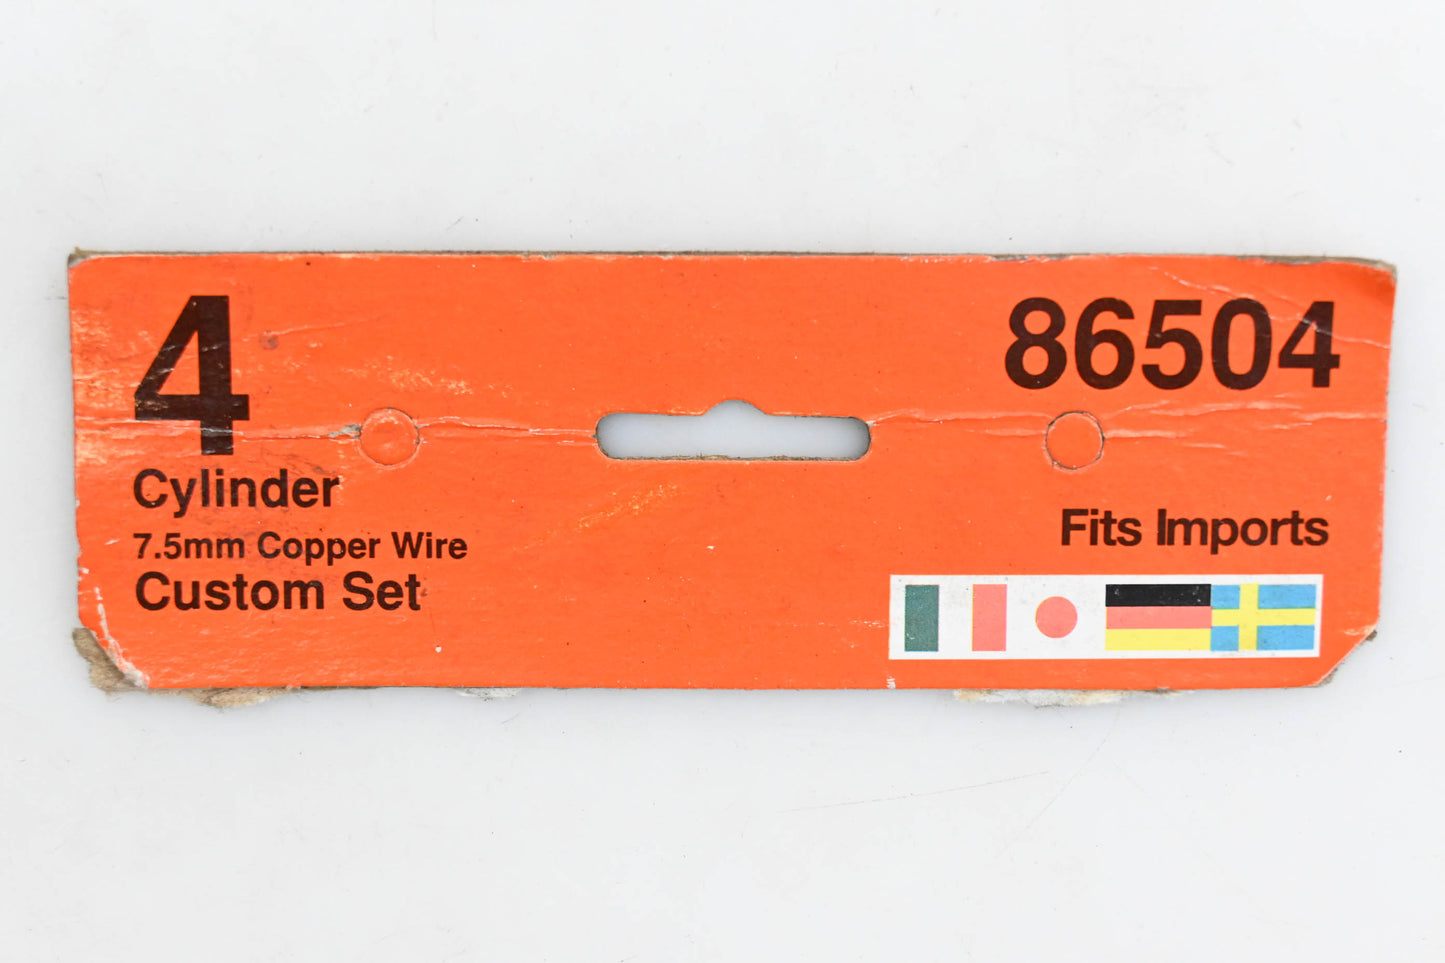 4
Cylinder
7.5mm Copper Wire
Custom Set
86504
Fits Imports